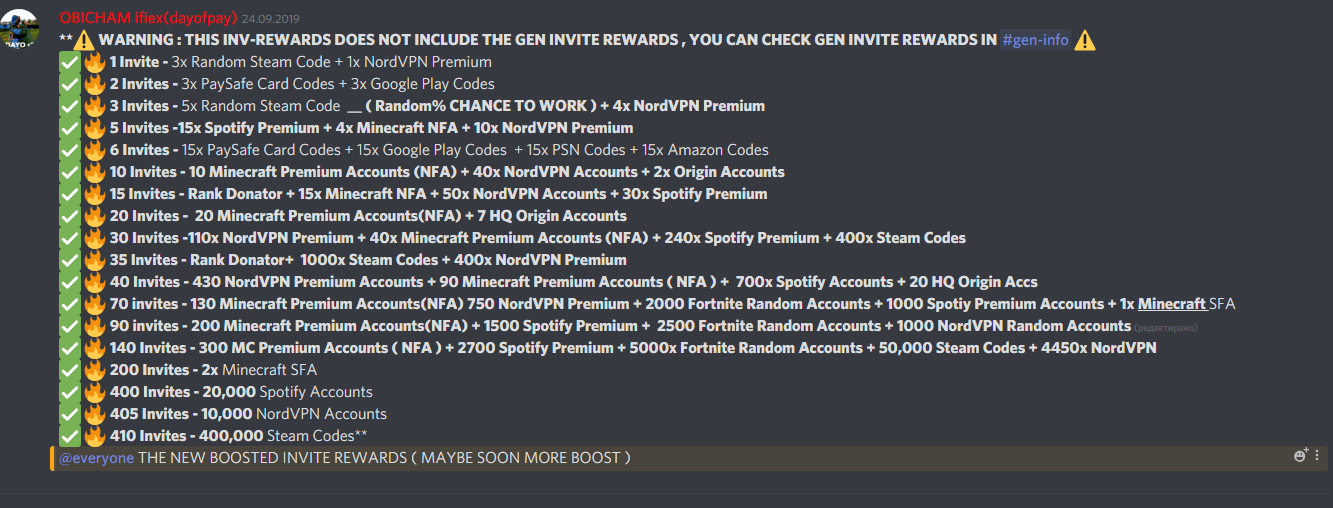 OBICHAM ifiex(dayofpay) 24.09.2019
**⚠ WARNING : THIS INV-REWARDS DOES NOT INCLUDE THE GEN INVITE REWARDS , YOU CAN CHECK GEN INVITE REWARDS IN #gen-info ⚠
✅🔥 1 Invite - 3x Random Steam Code + 1x NordVPN Premium
✅🔥 2 Invites - 3x PaySafe Card Codes + 3x Google Play Codes
✅🔥 3 Invites - 5x Random Steam Code __ ( Random% CHANCE TO WORK ) + 4x NordVPN Premium
✅🔥 5 Invites -15x Spotify Premium + 4x Minecraft NFA + 10x NordVPN Premium
✅🔥 6 Invites - 15x PaySafe Card Codes + 15x Google Play Codes + 15x PSN Codes + 15x Amazon Codes
✅🔥 10 Invites - 10 Minecraft Premium Accounts (NFA) + 40x NordVPN Accounts + 2x Origin Accounts
✅🔥 15 Invites - Rank Donator + 15x Minecraft NFA + 50x NordVPN Accounts + 30x Spotify Premium
✅🔥 20 Invites - 20 Minecraft Premium Accounts(NFA) + 7 HQ Origin Accounts
✅🔥 30 Invites -110x NordVPN Premium + 40x Minecraft Premium Accounts (NFA) + 240x Spotify Premium + 400x Steam Codes
✅🔥 35 Invites - Rank Donator+ 1000x Steam Codes + 400x NordVPN Premium
✅🔥 40 Invites - 430 NordVPN Premium Accounts + 90 Minecraft Premium Accounts ( NFA ) + 700x Spotify Accounts + 20 HQ Origin Accs
✅🔥 70 invites - 130 Minecraft Premium Accounts(NFA) 750 NordVPN Premium + 2000 Fortnite Random Accounts + 1000 Spotiy Premium Accounts + 1x Minecraft SFA
✅🔥 90 invites - 200 Minecraft Premium Accounts(NFA) + 1500 Spotify Premium + 2500 Fortnite Random Accounts + 1000 NordVPN Random Accounts (редактирано)
✅🔥 140 Invites - 300 MC Premium Accounts ( NFA ) + 2700 Spotify Premium + 5000x Fortnite Random Accounts + 50,000 Steam Codes + 4450x NordVPN
✅🔥 200 Invites - 2x Minecraft SFA
✅🔥 400 Invites - 20,000 Spotify Accounts
✅🔥 405 Invites - 10,000 NordVPN Accounts
✅🔥 410 Invites - 400,000 Steam Codes**
@everyone THE NEW BOOSTED INVITE REWARDS ( MAYBE SOON MORE BOOST )